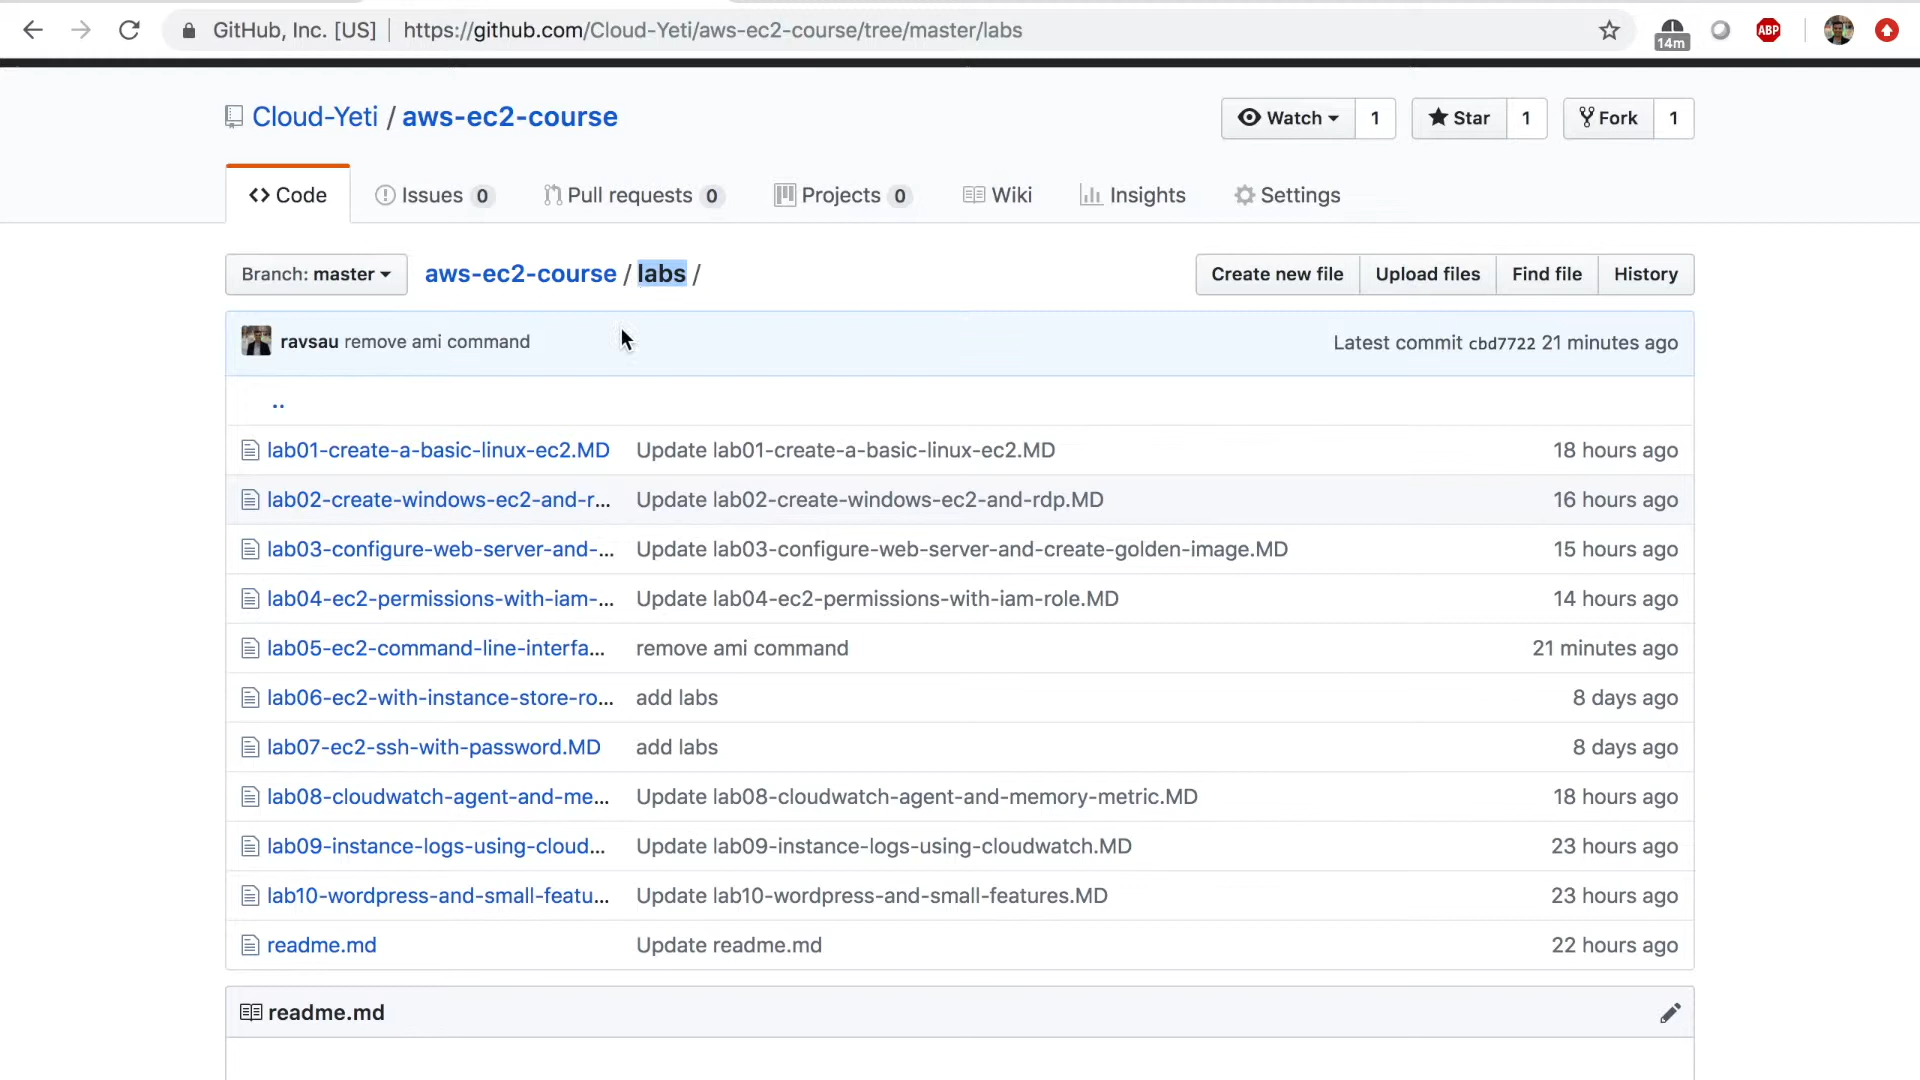 GitHub, Inc. [US] https://github.com/Cloud-Yeti/aws-ec2-course/tree/master/labs 14m ABP
Cloud-Yeti / aws-ec2-course Watch 1 Star 1 Fork 1
Code Issues 0 Pull requests 0 Projects 0 Wiki Insights Settings
Branch: master aws-ec2-course / labs / Create new file Upload files Find file History
ravsau remove ami command Latest commit cbd7722 21 minutes ago
..
lab01-create-a-basic-linux-ec2.MD Update lab01-create-a-basic-linux-ec2.MD 18 hours ago
lab02-create-windows-ec2-and-r... Update lab02-create-windows-ec2-and-rdp.MD 16 hours ago
lab03-configure-web-server-and-... Update lab03-configure-web-server-and-create-golden-image.MD 15 hours ago
lab04-ec2-permissions-with-iam-... Update lab04-ec2-permissions-with-iam-role.MD 14 hours ago
lab05-ec2-command-line-interfa... remove ami command 21 minutes ago
lab06-ec2-with-instance-store-ro... add labs 8 days ago
lab07-ec2-ssh-with-password.MD add labs 8 days ago
lab08-cloudwatch-agent-and-me... Update lab08-cloudwatch-agent-and-memory-metric.MD 18 hours ago
lab09-instance-logs-using-cloud... Update lab09-instance-logs-using-cloudwatch.MD 23 hours ago
lab10-wordpress-and-small-featu... Update lab10-wordpress-and-small-features.MD 23 hours ago
readme.md Update readme.md 22 hours ago
readme.md